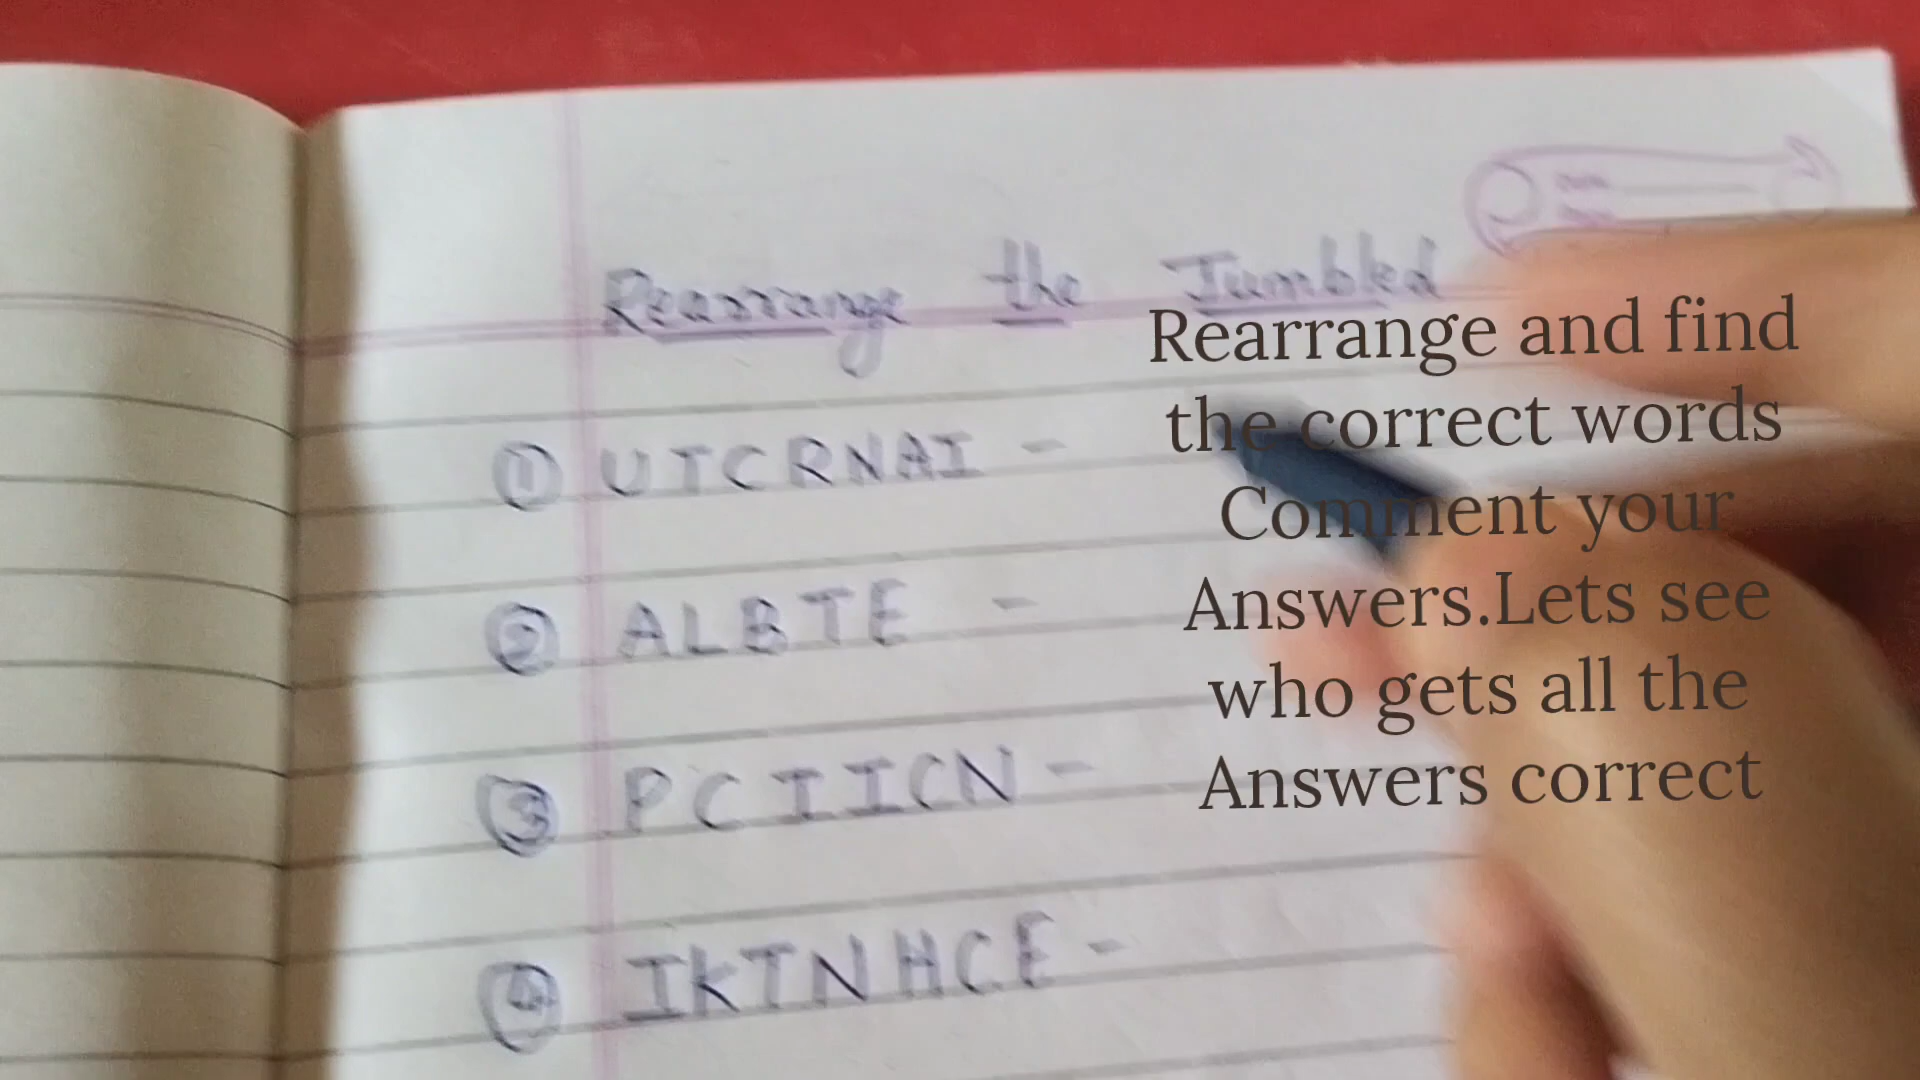 Rearrange the Jumbled
① UTCRNAI -
② ALBTE -
③ PCIICN -
④ IKTNHCE -
Rearrange and find
the correct words
Comment your
Answers.Lets see
who gets all the
Answers correct